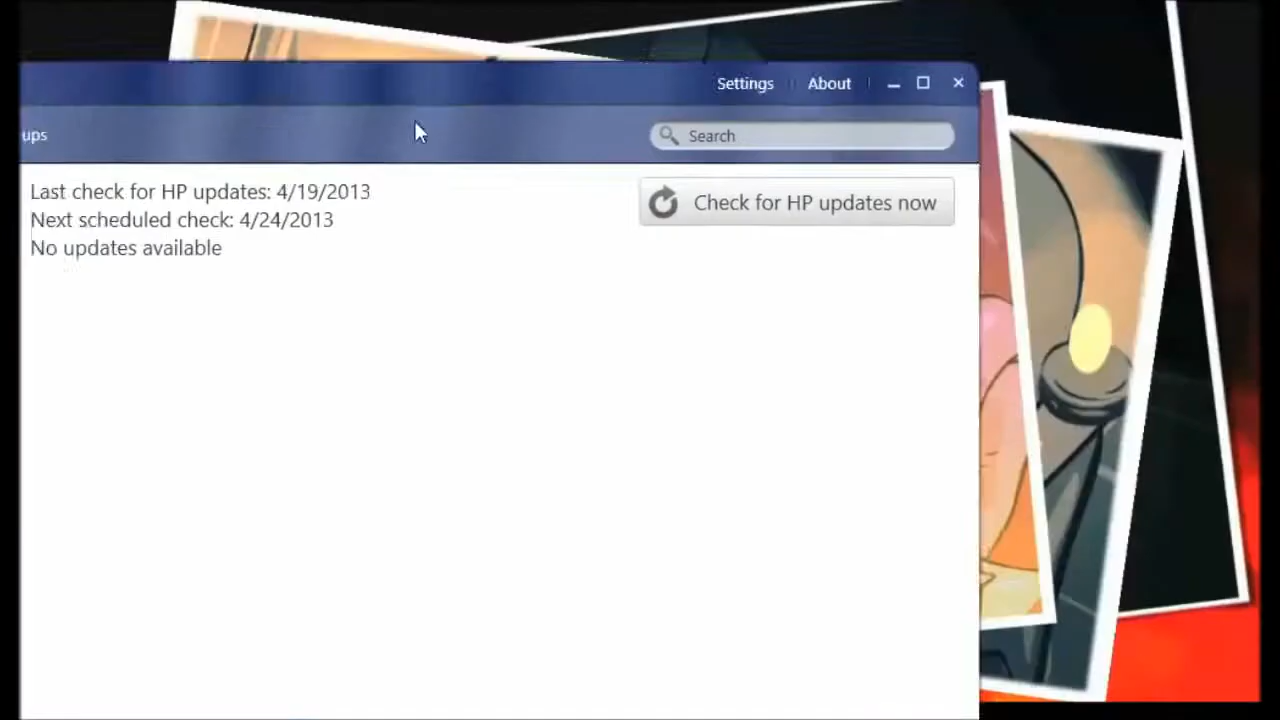 Settings
About
ups
Search
Last check for HP updates: 4/19/2013
Check for HP updates now
Next scheduled check: 4/24/2013
No updates available